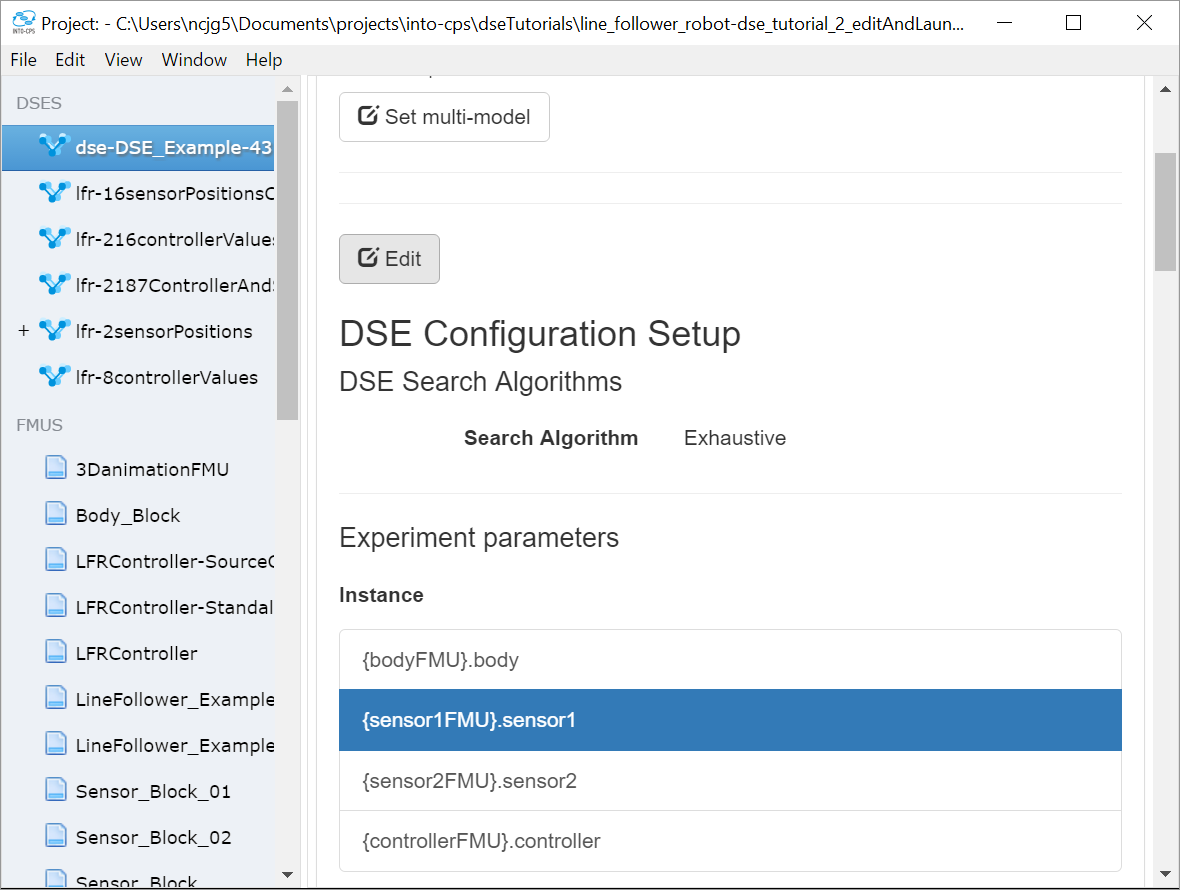 INTO-CPS
Project: - C:\Users\ncjg5\Documents\projects\into-cps\dseTutorials\line_follower_robot-dse_tutorial_2_editAndLaun...
File Edit View Window Help
DSES
dse-DSE_Example-43
lfr-16sensorPositionsC
lfr-216controllerValues
lfr-2187ControllerAndS
+ lfr-2sensorPositions
lfr-8controllerValues
FMUS
3DanimationFMU
Body_Block
LFRController-SourceC
LFRController-Standal
LFRController
LineFollower_Example
LineFollower_Example
Sensor_Block_01
Sensor_Block_02
Sensor_Block
Set multi-model
Edit
DSE Configuration Setup
DSE Search Algorithms
Search Algorithm Exhaustive
Experiment parameters
Instance
{bodyFMU}.body
{sensor1FMU}.sensor1
{sensor2FMU}.sensor2
{controllerFMU}.controller